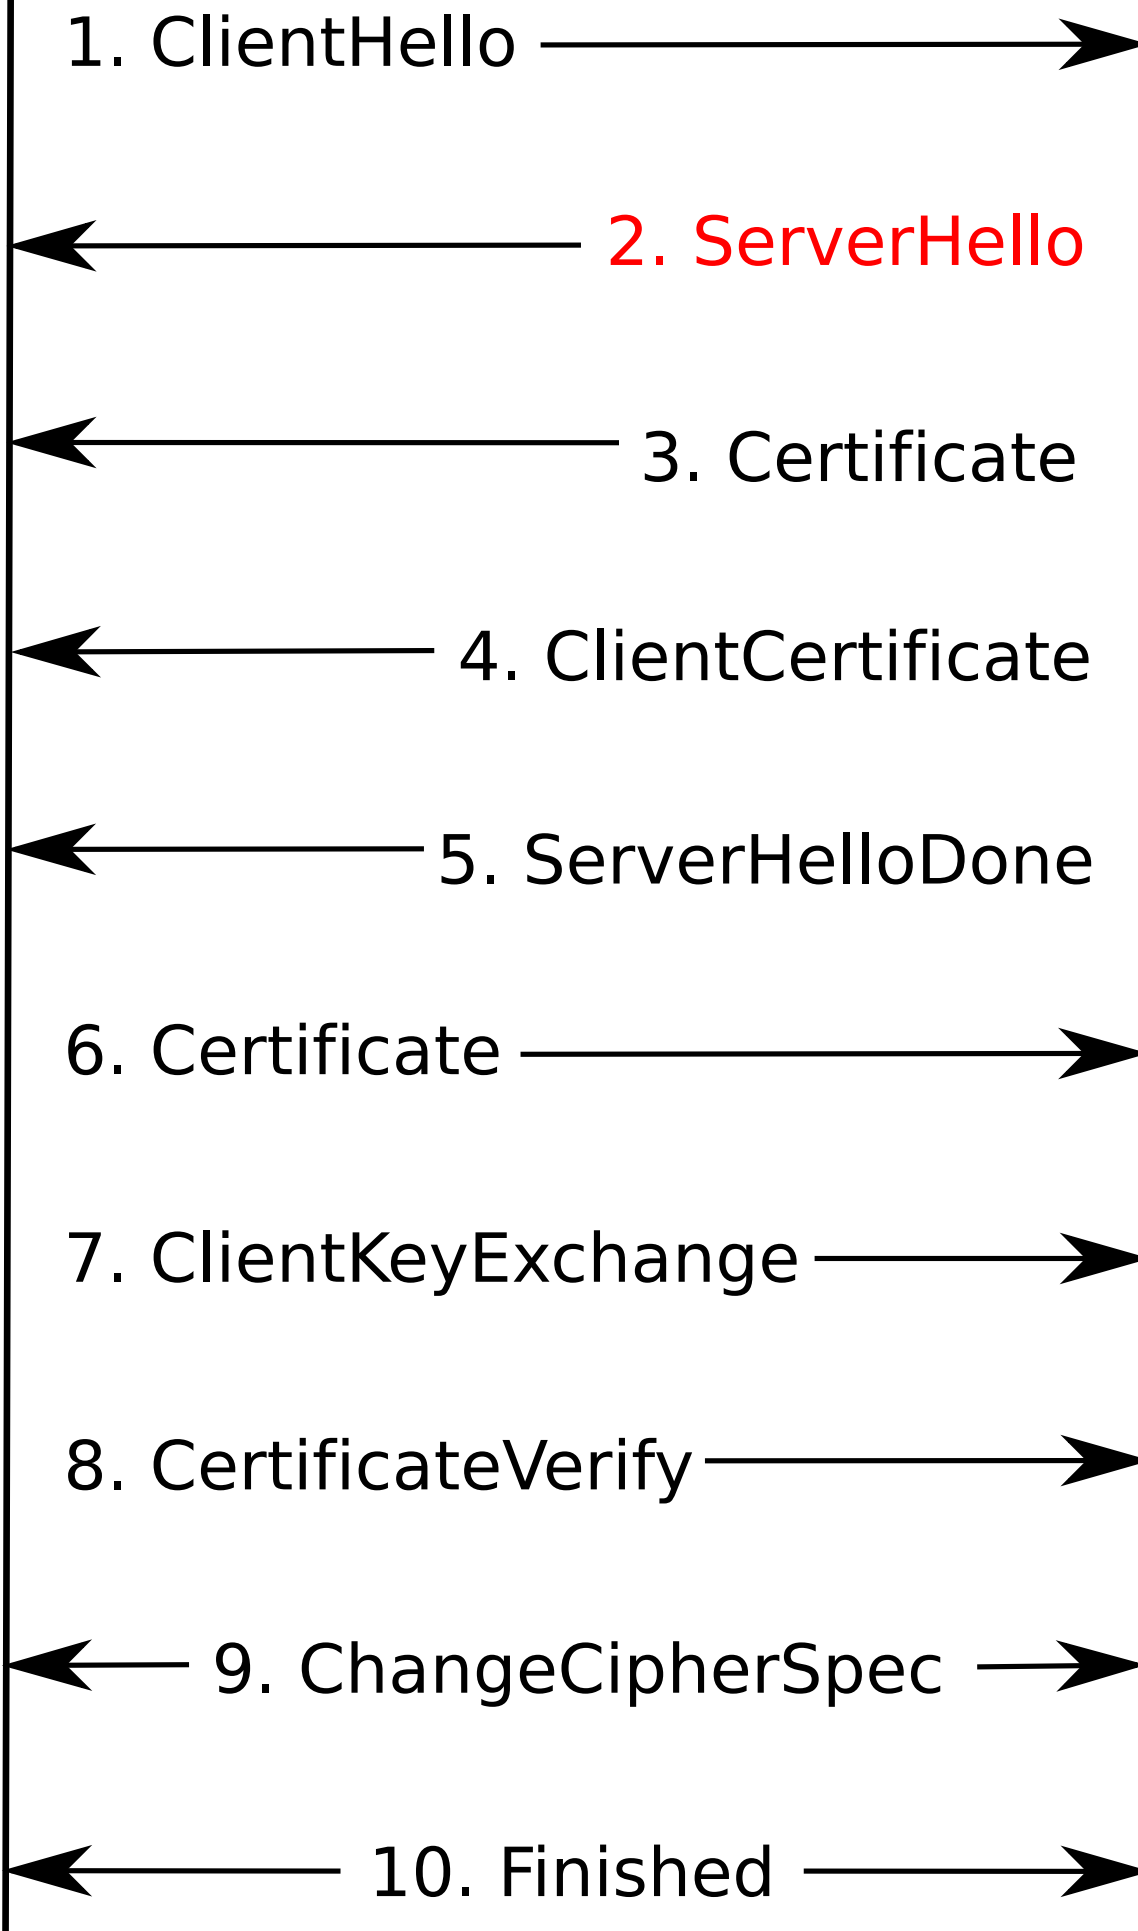 1. ClientHello
2. ServerHello
3. Certificate
4. ClientCertificate
5. ServerHelloDone
6. Certificate
7. ClientKeyExchange
8. CertificateVerify
9. ChangeCipherSpec
10. Finished